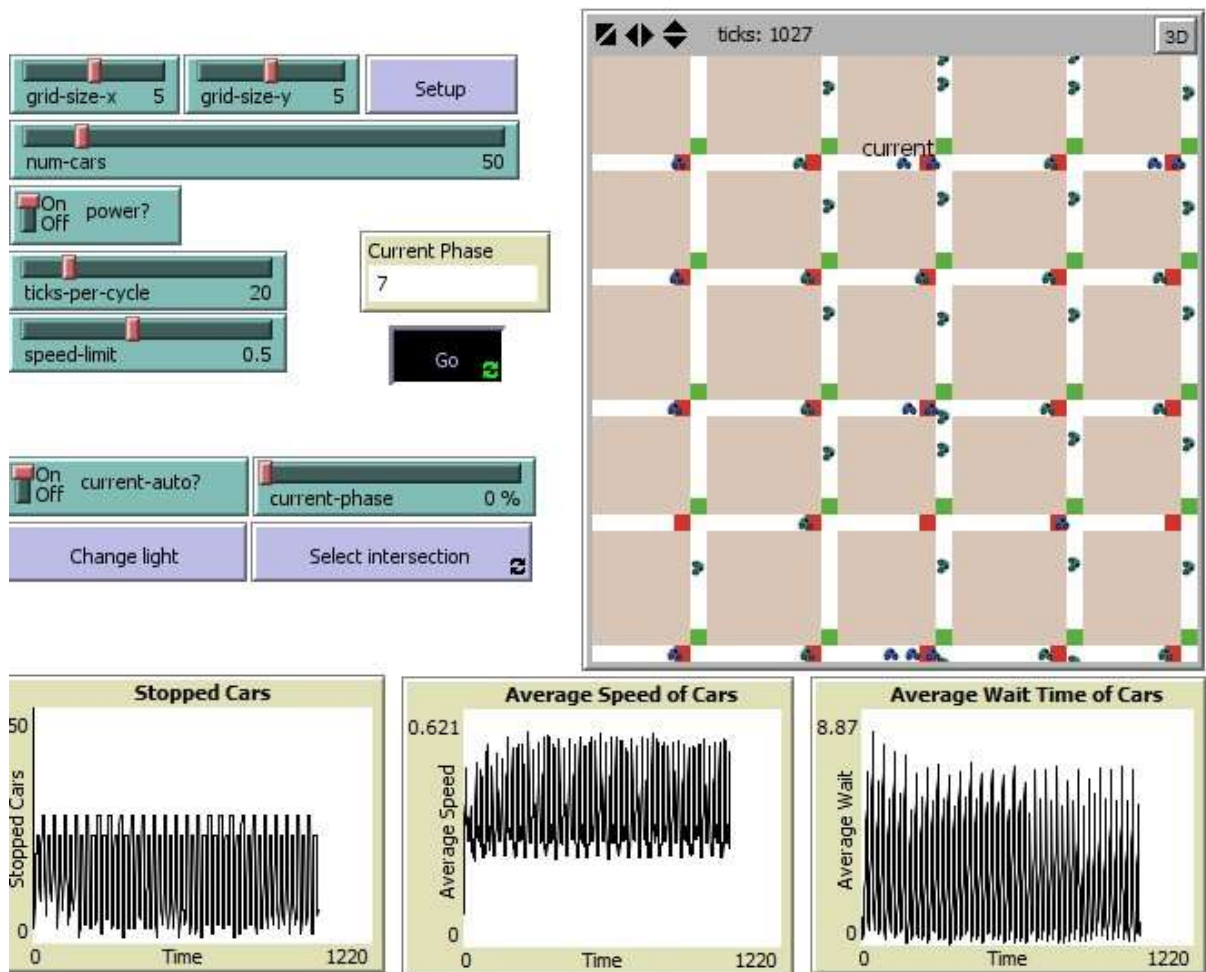 ticks: 1027
3D
grid-size-x 5
grid-size-y 5
Setup
num-cars 50
On
Off
power?
Current Phase
7
ticks-per-cycle 20
speed-limit 0.5
Go
current
On
Off
current-auto?
current-phase 0 %
Change light
Select intersection
Stopped Cars
50
Stopped Cars
0
0 Time 1220
Average Speed of Cars
0.621
Average Speed
0
0 Time 1220
Average Wait Time of Cars
8.87
Average Wait
0
0 Time 1220